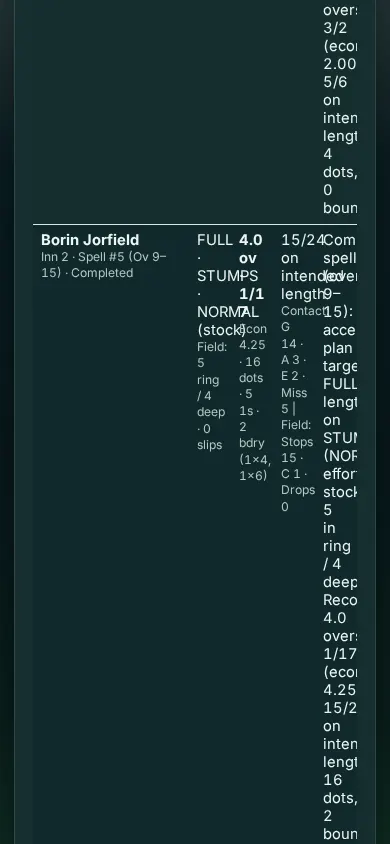 overs
3/2
(econ
2.00
5/6
on
inten
lengt
4
dots,
0
boun
Borin Jorfield
Inn 2 · Spell #5 (Ov 9–
15) · Completed
FULL
·
STUMPS
·
NORMAL
(stock)
Field:
5
ring
/ 4
deep
· 0
slips
4.0
ov
·
1/1
7
Econ
4.25
· 16
dots
· 5
1s ·
2
bdry
(1×4,
1×6)
15/24
on
intended
length
Contact
G
14 ·
A 3 ·
E 2 ·
Miss
5 |
Field:
Stops
15 ·
C 1 ·
Drops
0
Com
spell
(over
9–
15):
acce
plan
targe
FULL
lengt
on
STUM
(NOR
effor
stock
5
in
ring
/ 4
deep
Reco
4.0
overs
1/17
(econ
4.25
15/2
on
inten
lengt
16
dots,
2
boun